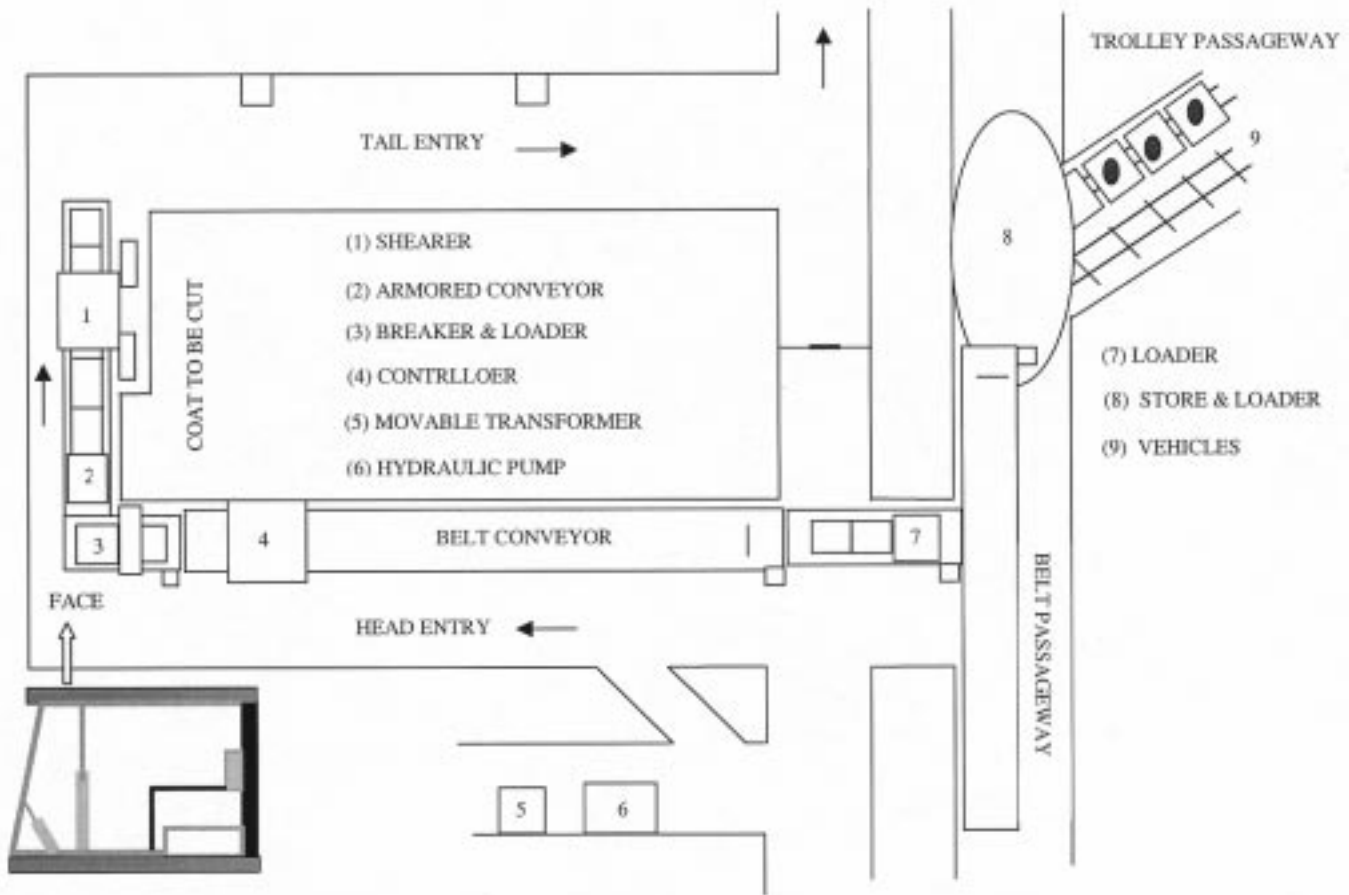 TROLLEY PASSAGEWAY
TAIL ENTRY
9
8
(1) SHEARER
(2) ARMORED CONVEYOR
(3) BREAKER & LOADER
(4) CONTRLLOER
(5) MOVABLE TRANSFORMER
(6) HYDRAULIC PUMP
COAT TO BE CUT
1
2
(7) LOADER
(8) STORE & LOADER
(9) VEHICLES
3
4
BELT CONVEYOR
7
BELT PASSAGEWAY
FACE
HEAD ENTRY
5
6